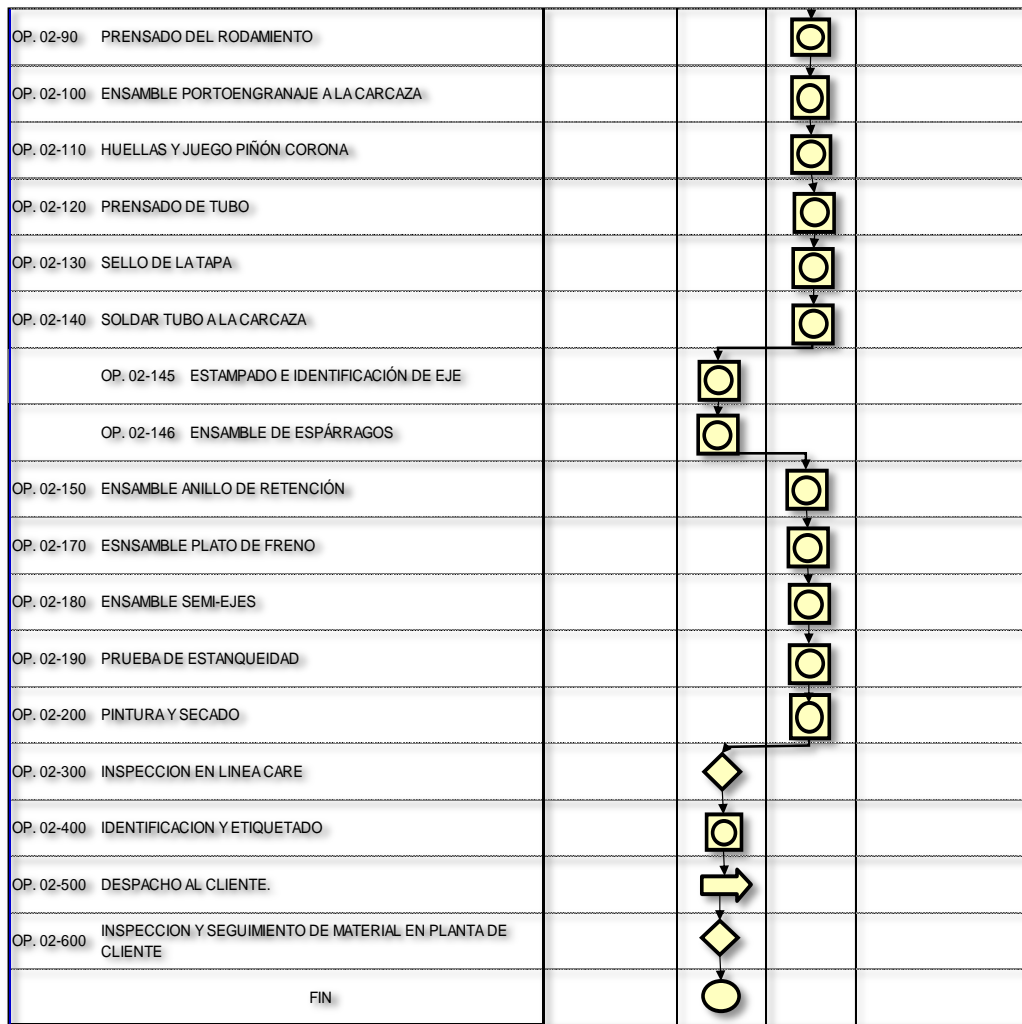 OP. 02-90 PRENSADO DEL RODAMIENTO
OP. 02-100 ENSAMBLE PORTOENGRANAJE A LA CARCAZA
OP. 02-110 HUELLAS Y JUEGO PIÑÓN CORONA
OP. 02-120 PRENSADO DE TUBO
OP. 02-130 SELLO DE LA TAPA
OP. 02-140 SOLDAR TUBO A LA CARCAZA
OP. 02-145 ESTAMPADO E IDENTIFICACIÓN DE EJE
OP. 02-146 ENSAMBLE DE ESPÁRRAGOS
OP. 02-150 ENSAMBLE ANILLO DE RETENCIÓN
OP. 02-170 ESNSAMBLE PLATO DE FRENO
OP. 02-180 ENSAMBLE SEMI-EJES
OP. 02-190 PRUEBA DE ESTANQUEIDAD
OP. 02-200 PINTURA Y SECADO
OP. 02-300 INSPECCION EN LINEA CARE
OP. 02-400 IDENTIFICACION Y ETIQUETADO
OP. 02-500 DESPACHO AL CLIENTE.
OP. 02-600 INSPECCION Y SEGUIMIENTO DE MATERIAL EN PLANTA DE
CLIENTE
FIN